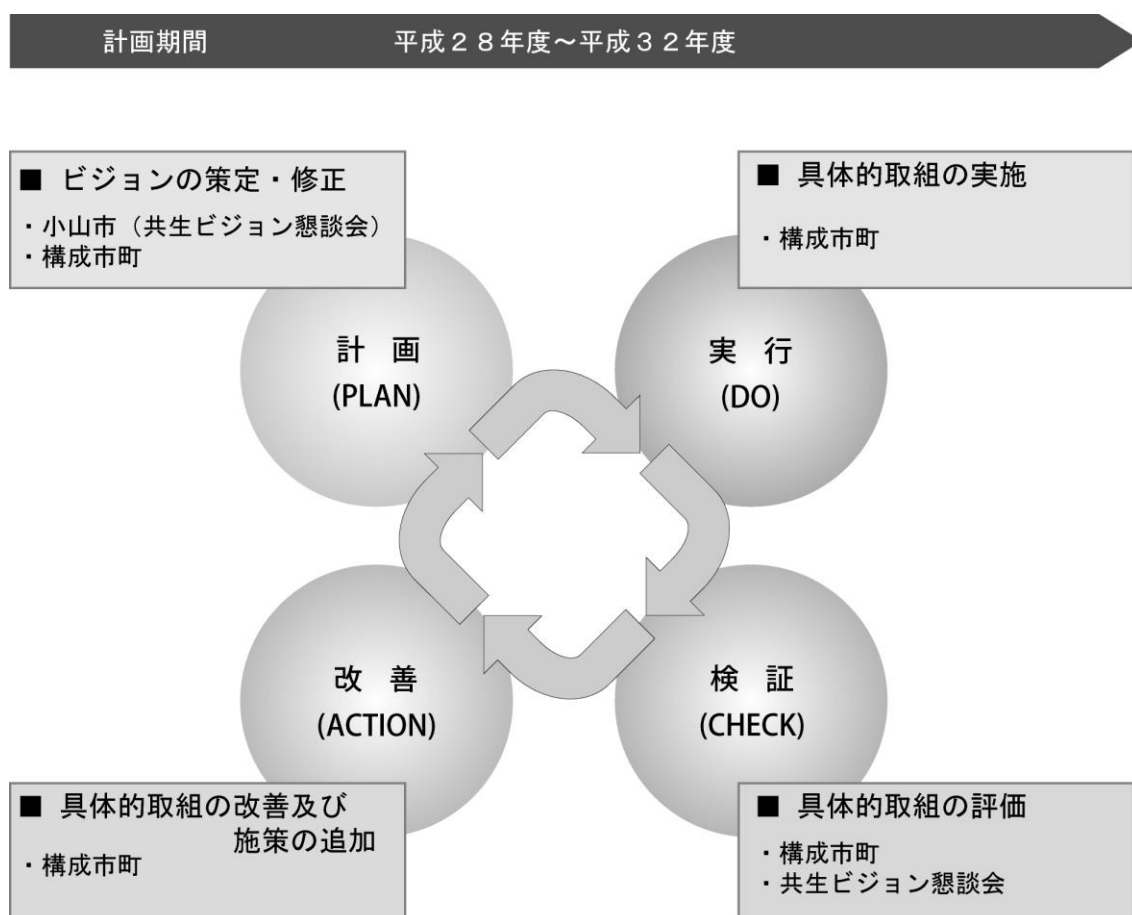 計画期間　平成２８年度～平成３２年度
■ ビジョンの策定・修正
・小山市（共生ビジョン懇談会）
・構成市町
■ 具体的取組の実施
・構成市町
計　画
(PLAN)
実　行
(DO)
改　善
(ACTION)
検　証
(CHECK)
■ 具体的取組の改善及び
施策の追加
・構成市町
■ 具体的取組の評価
・構成市町
・共生ビジョン懇談会